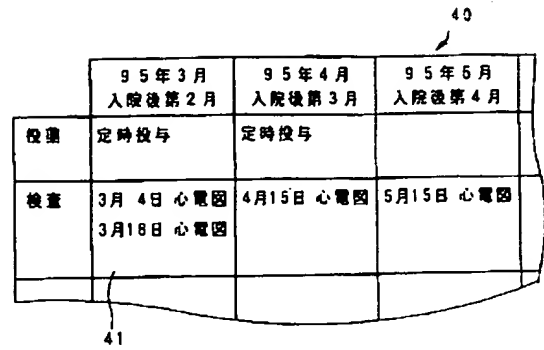 40
95年3月 95年4月 95年5月
入院後第2月 入院後第3月 入院後第4月
投薬 定時投与 定時投与
検査 3月 4日 心電図 4月15日 心電図 5月15日 心電図
3月18日 心電図
41